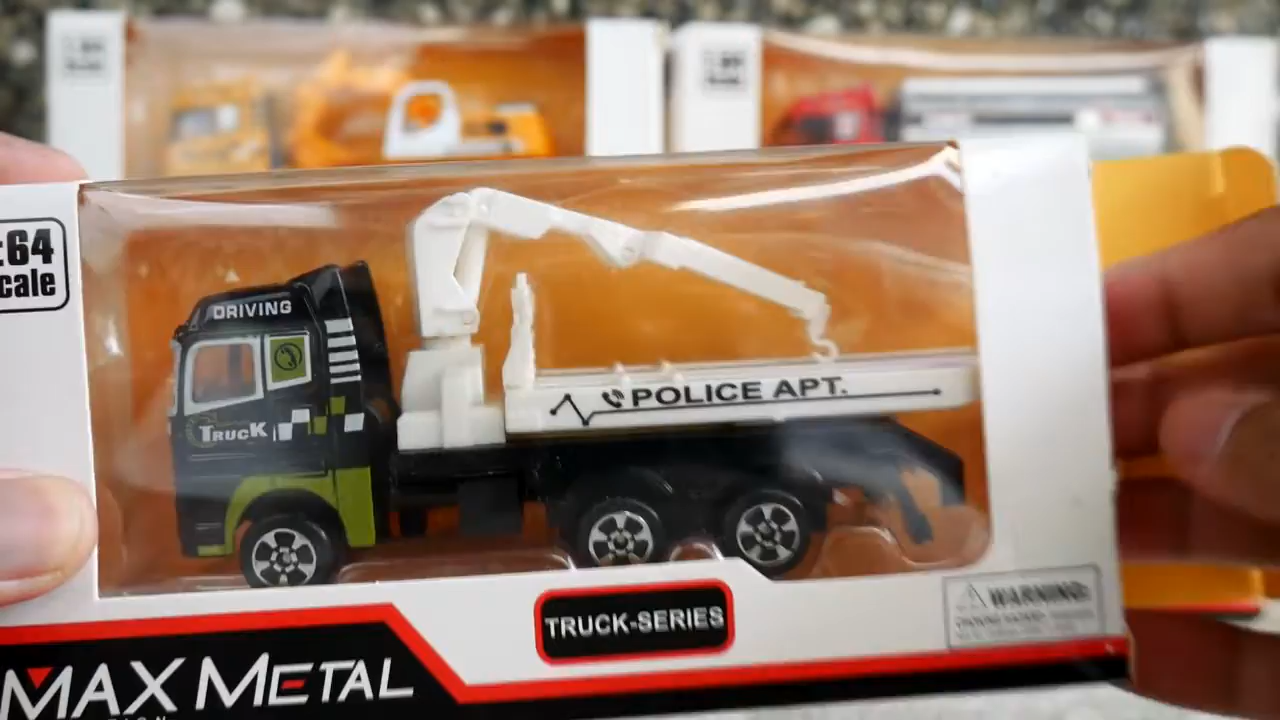 :64
cale
DRIVING
TRUCK
POLICE APT.
TRUCK-SERIES
WARNING:
MAX METAL